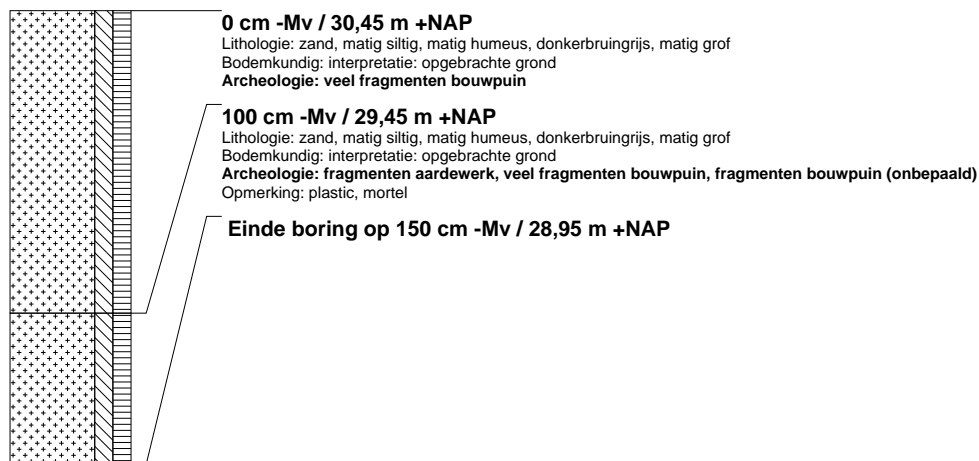 0 cm -Mv / 30,45 m +NAP
Lithologie: zand, matig siltig, matig humeus, donkerbruingrijs, matig grof
Bodemkundig: interpretatie: opgebrachte grond
Archeologie: veel fragmenten bouwpuin
100 cm -Mv / 29,45 m +NAP
Lithologie: zand, matig siltig, matig humeus, donkerbruingrijs, matig grof
Bodemkundig: interpretatie: opgebrachte grond
Archeologie: fragmenten aardewerk, veel fragmenten bouwpuin, fragmenten bouwpuin (onbepaald)
Opmerking: plastic, mortel
Einde boring op 150 cm -Mv / 28,95 m +NAP